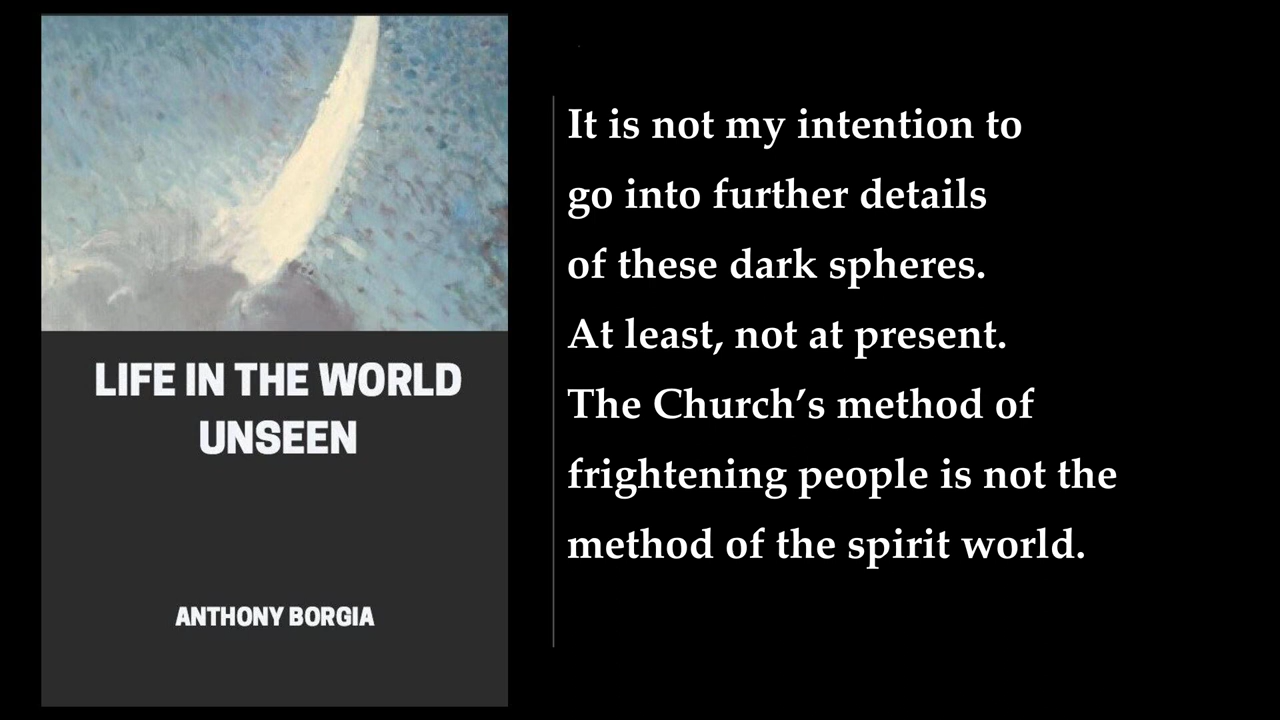 LIFE IN THE WORLD
UNSEEN
ANTHONY BORGIA
It is not my intention to
go into further details
of these dark spheres.
At least, not at present.
The Church’s method of
frightening people is not the
method of the spirit world.